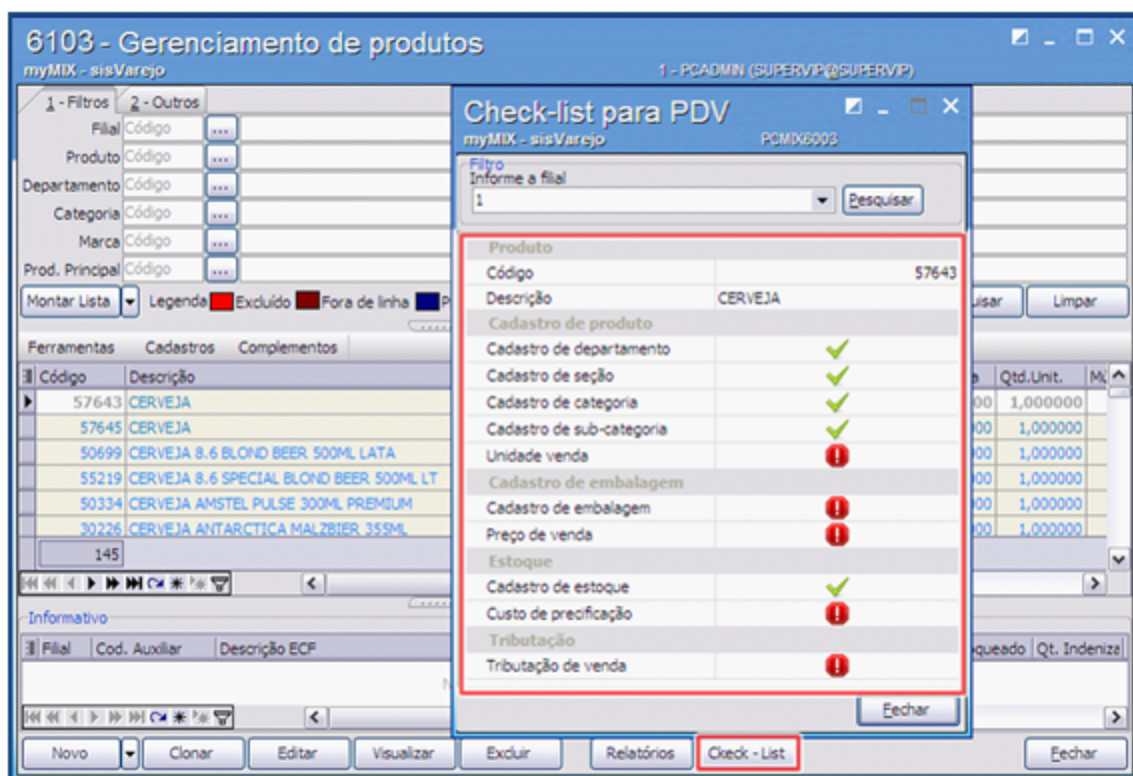 6103 - Gerenciamento de produtos
myMIX - sisVarejo
1 - PCADMIN (SUPERVIP@SUPERVIP)
1 - Filtros
2 - Outros
Filial Código ...
Produto Código ...
Departamento Código ...
Categoria Código ...
Marca Código ...
Prod. Principal Código ...
Montar Lista Legenda Excluído Fora de linha
Limpar
Ferramentas Cadastros Complementos
Código Descrição Qtd.Unit.
57643 CERVEJA 1,000000
57645 CERVEJA 1,000000
50699 CERVEJA 8.6 BLOND BEER 500ML LATA 1,000000
55219 CERVEJA 8.6 SPECIAL BLOND BEER 500ML LT 1,000000
50334 CERVEJA AMSTEL PULSE 300ML PREMIUM 1,000000
30226 CERVEJA ANTARCTICA MALZBIER 355ML 1,000000
145
Informativo
Filial Cod. Auxiliar Descrição ECF Qt. Indeniza
Novo Clonar Editar Visualizar Excluir Relatórios Ckeck - List Fechar
Check-list para PDV
myMIX - sisVarejo PCMIX6003
Filtro
Informe a filial
1 Pesquisar
Produto
Código 57643
Descrição CERVEJA
Cadastro de produto
Cadastro de departamento
Cadastro de seção
Cadastro de categoria
Cadastro de sub-categoria
Unidade venda
Cadastro de embalagem
Cadastro de embalagem
Preço de venda
Estoque
Cadastro de estoque
Custo de precificação
Tributação
Tributação de venda
Fechar